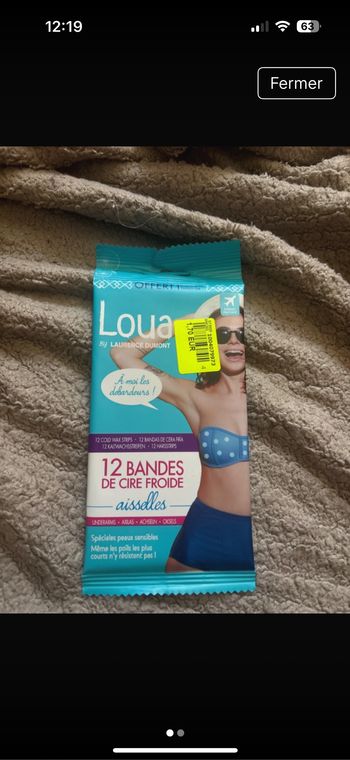 12:19
63
Fermer
OFFERT !
Loua
By LAURENCE DUMONT
1,70 EUR
À moi les
débardeurs !
12 COLD WAX STRIPS • 12 BANDAS DE CERA FRÍA
12 KALTWACHSSTREIFEN • 12 HARSSTRIPS
12 BANDES
DE CIRE FROIDE
aisselles
UNDERARMS • AXILAS • ACHSELN • OKSELS
Spéciales peaux sensibles
Même les poils les plus
courts n'y résistent pas !